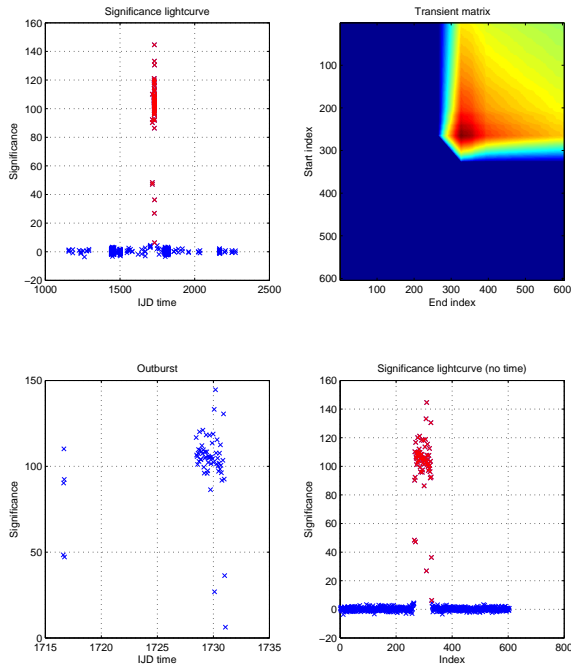 Significance lightcurve
160
140
120
100
80
60
40
20
0
−20
Significance
1000 1500 2000 2500
IJD time
Transient matrix
100
200
300
400
500
600
Start index
100 200 300 400 500 600
End index
Outburst
150
100
50
0
Significance
1715 1720 1725 1730 1735
IJD time
Significance lightcurve (no time)
160
140
120
100
80
60
40
20
0
−20
Significance
0 200 400 600 800
Index